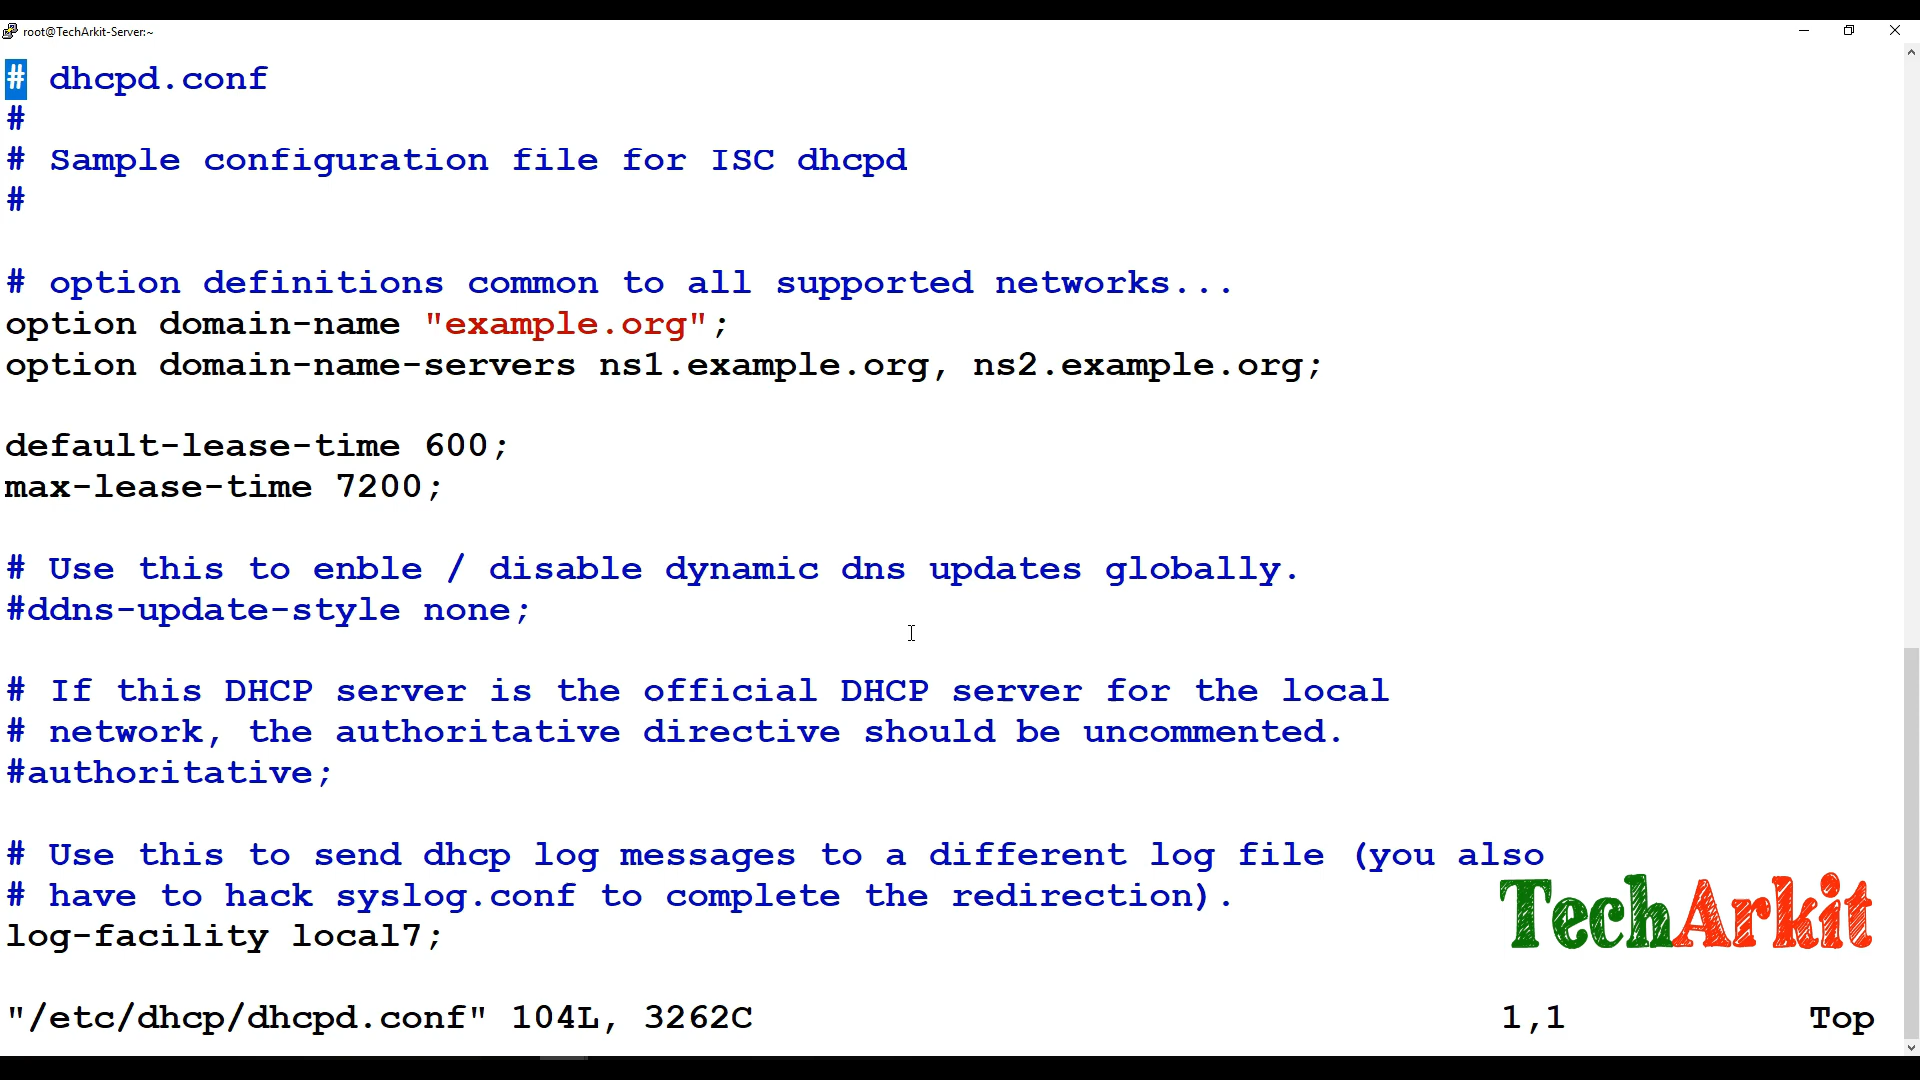 root@TechArkit-Server:~
# dhcpd.conf
#
# Sample configuration file for ISC dhcpd
#
# option definitions common to all supported networks...
option domain-name "example.org";
option domain-name-servers ns1.example.org, ns2.example.org;
default-lease-time 600;
max-lease-time 7200;
# Use this to enble / disable dynamic dns updates globally.
#ddns-update-style none;
# If this DHCP server is the official DHCP server for the local
# network, the authoritative directive should be uncommented.
#authoritative;
# Use this to send dhcp log messages to a different log file (you also
# have to hack syslog.conf to complete the redirection).
log-facility local7;
TechArkit
"/etc/dhcp/dhcpd.conf" 104L, 3262C 1,1 Top